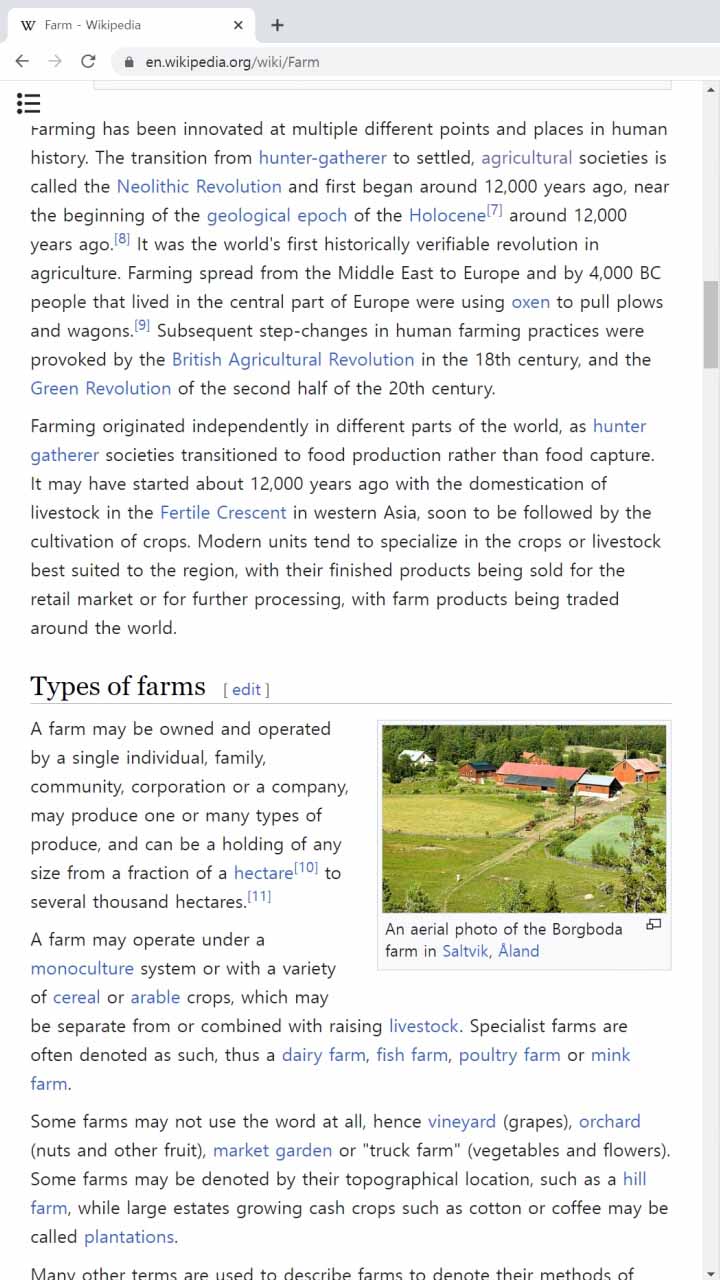 Farm - Wikipedia
en.wikipedia.org/wiki/Farm
Farming has been innovated at multiple different points and places in human
history. The transition from hunter-gatherer to settled, agricultural societies is
called the Neolithic Revolution and first began around 12,000 years ago, near
the beginning of the geological epoch of the Holocene[7] around 12,000
years ago.[8] It was the world's first historically verifiable revolution in
agriculture. Farming spread from the Middle East to Europe and by 4,000 BC
people that lived in the central part of Europe were using oxen to pull plows
and wagons.[9] Subsequent step-changes in human farming practices were
provoked by the British Agricultural Revolution in the 18th century, and the
Green Revolution of the second half of the 20th century.
Farming originated independently in different parts of the world, as hunter
gatherer societies transitioned to food production rather than food capture.
It may have started about 12,000 years ago with the domestication of
livestock in the Fertile Crescent in western Asia, soon to be followed by the
cultivation of crops. Modern units tend to specialize in the crops or livestock
best suited to the region, with their finished products being sold for the
retail market or for further processing, with farm products being traded
around the world.
Types of farms [ edit ]
A farm may be owned and operated
by a single individual, family,
community, corporation or a company,
may produce one or many types of
produce, and can be a holding of any
size from a fraction of a hectare[10] to
several thousand hectares.[11]
An aerial photo of the Borgboda
farm in Saltvik, Åland
A farm may operate under a
monoculture system or with a variety
of cereal or arable crops, which may
be separate from or combined with raising livestock. Specialist farms are
often denoted as such, thus a dairy farm, fish farm, poultry farm or mink
farm.
Some farms may not use the word at all, hence vineyard (grapes), orchard
(nuts and other fruit), market garden or "truck farm" (vegetables and flowers).
Some farms may be denoted by their topographical location, such as a hill
farm, while large estates growing cash crops such as cotton or coffee may be
called plantations.
Many other terms are used to describe farms to denote their methods of